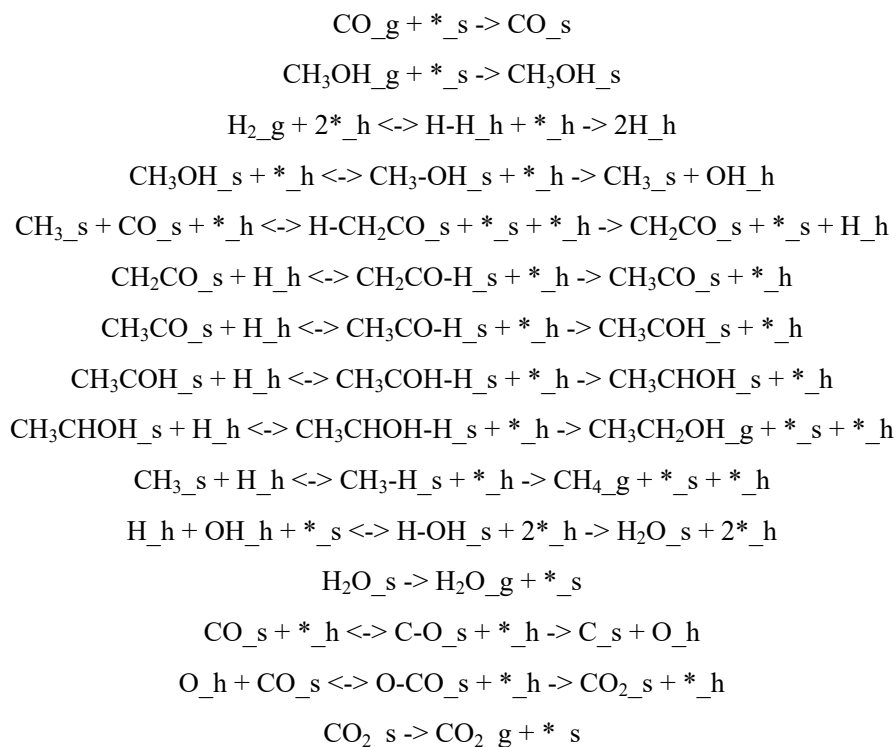 CO_g + *_s -> CO_s
CH₃OH_g + *_s -> CH₃OH_s
H₂_g + 2*_h <-> H-H_h + *_h -> 2H_h
CH₃OH_s + *_h <-> CH₃-OH_s + *_h -> CH₃_s + OH_h
CH₃_s + CO_s + *_h <-> H-CH₂CO_s + *_s + *_h -> CH₂CO_s + *_s + H_h
CH₂CO_s + H_h <-> CH₂CO-H_s + *_h -> CH₃CO_s + *_h
CH₃CO_s + H_h <-> CH₃CO-H_s + *_h -> CH₃COH_s + *_h
CH₃COH_s + H_h <-> CH₃COH-H_s + *_h -> CH₃CHOH_s + *_h
CH₃CHOH_s + H_h <-> CH₃CHOH-H_s + *_h -> CH₃CH₂OH_g + *_s + *_h
CH₃_s + H_h <-> CH₃-H_s + *_h -> CH₄_g + *_s + *_h
H_h + OH_h + *_s <-> H-OH_s + 2*_h -> H₂O_s + 2*_h
H₂O_s -> H₂O_g + *_s
CO_s + *_h <-> C-O_s + *_h -> C_s + O_h
O_h + CO_s <-> O-CO_s + *_h -> CO₂_s + *_h
CO₂_s -> CO₂_g + *_s